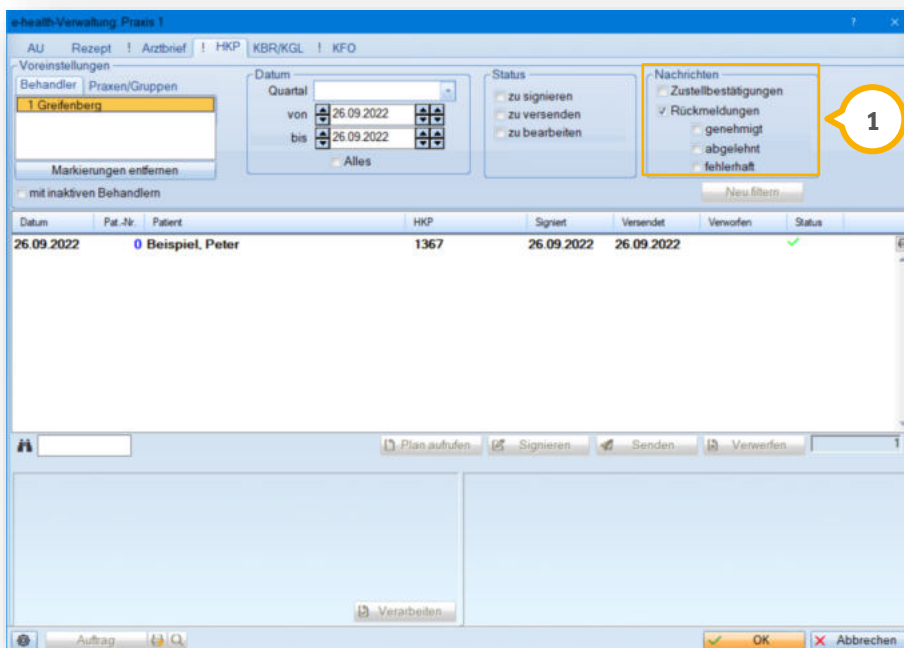 e-health-Verwaltung: Praxis 1
AU Rezept ! Arztbrief ! HKP KBR/KGL ! KFO
Voreinstellungen
Behandler Praxen/Gruppen
1 Greifenberg
Markierungen entfernen
mit inaktiven Behandlern
Datum
Quartal
von 26.09.2022
bis 26.09.2022
Alles
Status
zu signieren
zu versenden
zu bearbeiten
Nachrichten
Zustellbestätigungen
Rückmeldungen
genehmigt
abgelehnt
fehlerhaft
1
Neu filtern
Datum Pat.-Nr. Patient HKP Signiert Versendet Verworfen Status
26.09.2022 0 Beispiel, Peter 1367 26.09.2022 26.09.2022
Plan aufrufen Signieren Senden Verwerfen 1
Verarbeiten
Auftrag OK Abbrechen